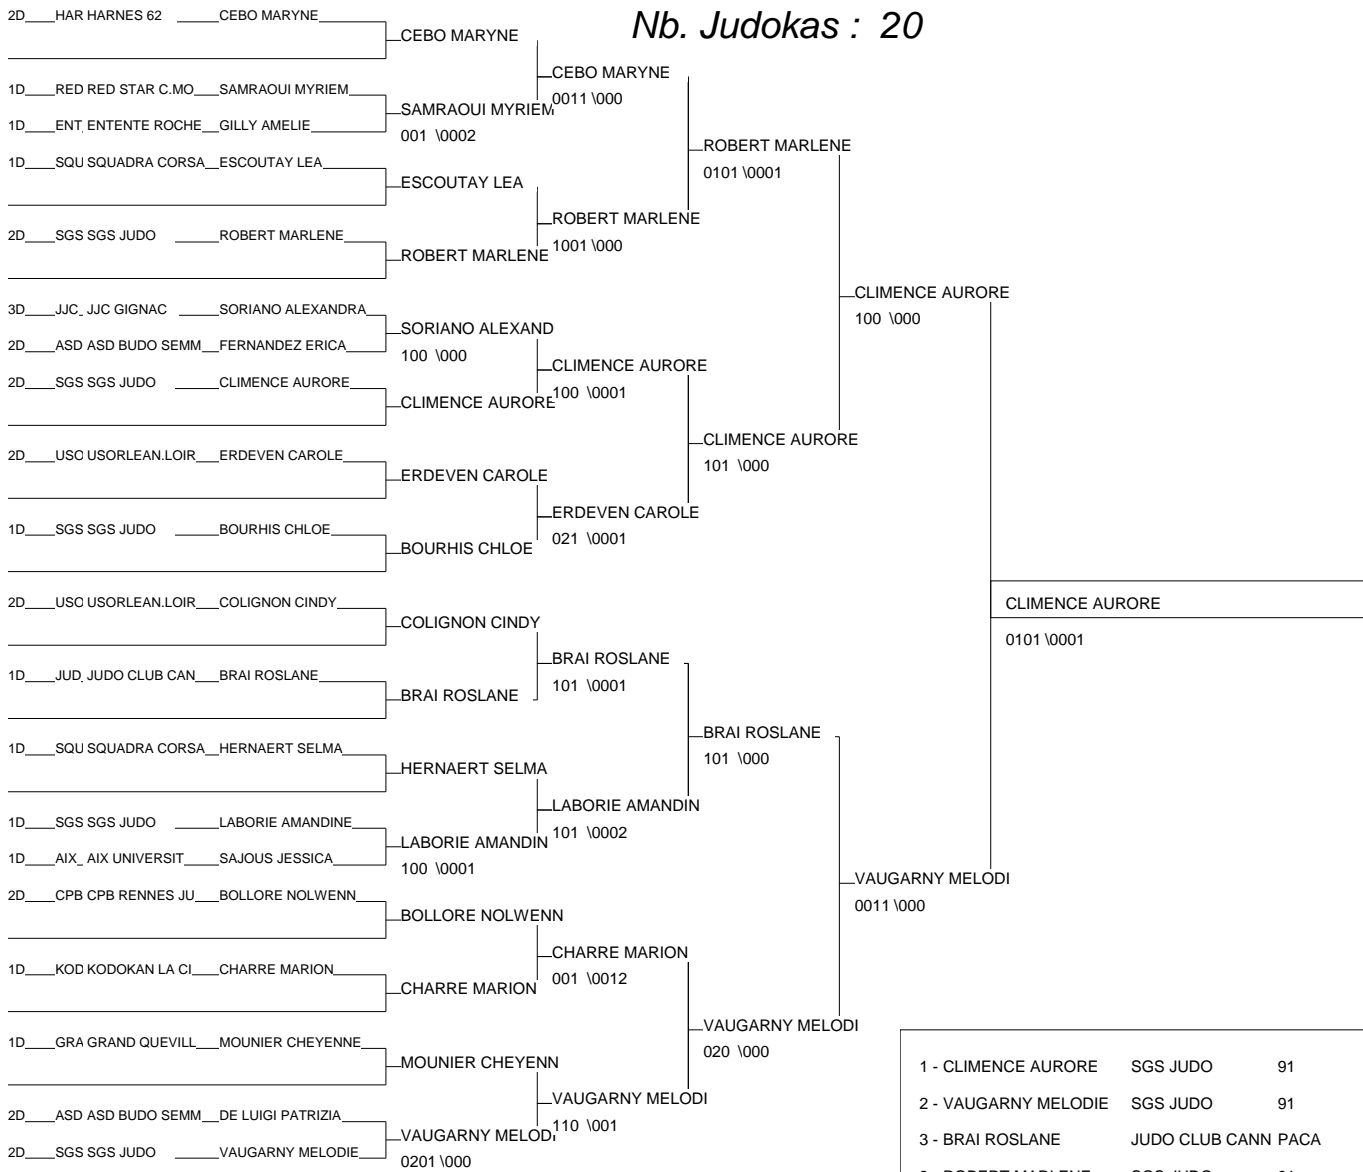 Nb. Judokas : 20
2D HAR HARNES 62 CEBO MARYNE
1D RED RED STAR C.MO SAMRAOUI MYRIEM
1D ENT ENTENTE ROCHE GILLY AMELIE
1D SQU SQUADRA CORSA ESCOUTAY LEA
2D SGS SGS JUDO ROBERT MARLENE
3D JJC_ JJC GIGNAC SORIANO ALEXANDRA
2D ASD ASD BUDO SEMM FERNANDEZ ERICA
2D SGS SGS JUDO CLIMENCE AURORE
2D USO USORLEAN.LOIR ERDEVEN CAROLE
1D SGS SGS JUDO BOURHIS CHLOE
2D USO USORLEAN.LOIR COLIGNON CINDY
1D JUD JUDO CLUB CAN BRAI ROSLANE
1D SQU SQUADRA CORSA HERNAERT SELMA
1D SGS SGS JUDO LABORIE AMANDINE
1D AIX_ AIX UNIVERSIT SAJOUS JESSICA
2D CPB CPB RENNES JU BOLLORE NOLWENN
1D KOD KODOKAN LA CI CHARRE MARION
1D GRA GRAND QUEVILL MOUNIER CHEYENNE
2D ASD ASD BUDO SEMM DE LUIGI PATRIZIA
2D SGS SGS JUDO VAUGARNY MELODIE
CEBO MARYNE
SAMRAOUI MYRIEM
001 \0002
ESCOUTAY LEA
ROBERT MARLENE
SORIANO ALEXAND
100 \000
CLIMENCE AURORE
ERDEVEN CAROLE
BOURHIS CHLOE
COLIGNON CINDY
BRAI ROSLANE
HERNAERT SELMA
LABORIE AMANDIN
100 \0001
BOLLORE NOLWENN
CHARRE MARION
MOUNIER CHEYENN
VAUGARNY MELODI
0201 \000
CEBO MARYNE
0011 \000
ROBERT MARLENE
1001 \000
CLIMENCE AURORE
100 \0001
ERDEVEN CAROLE
021 \0001
BRAI ROSLANE
101 \0001
LABORIE AMANDIN
101 \0002
CHARRE MARION
001 \0012
VAUGARNY MELODI
110 \001
ROBERT MARLENE
0101 \0001
CLIMENCE AURORE
101 \000
BRAI ROSLANE
101 \000
VAUGARNY MELODI
020 \000
CLIMENCE AURORE
100 \000
VAUGARNY MELODI
0011 \000
CLIMENCE AURORE
0101 \0001
1 - CLIMENCE AURORE SGS JUDO 91
2 - VAUGARNY MELODIE SGS JUDO 91
3 - BRAI ROSLANE JUDO CLUB CANN PACA